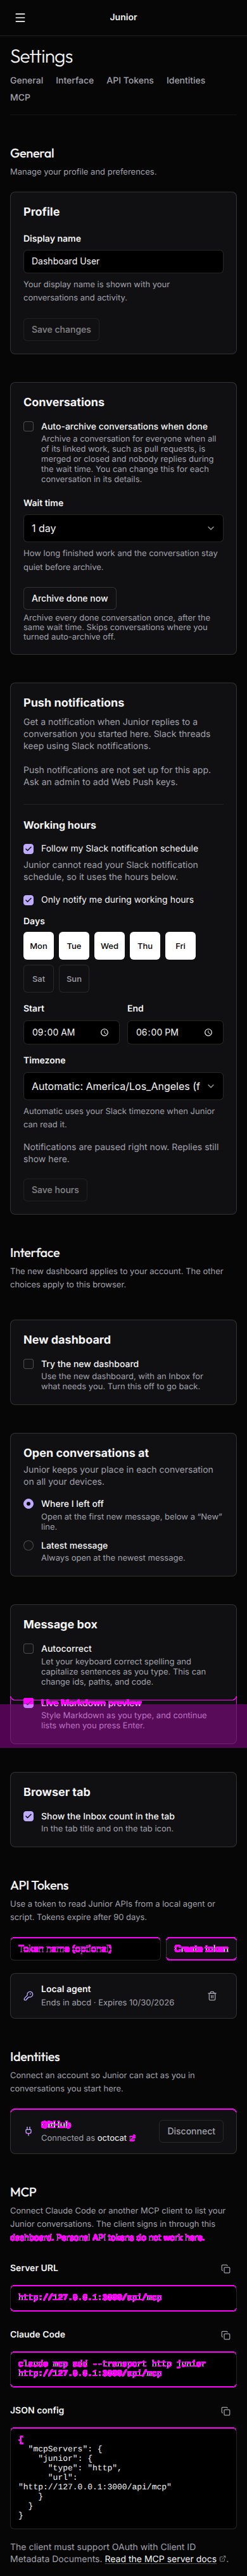 Junior
Settings
General Interface API Tokens Identities
MCP
General
Manage your profile and preferences.
Profile
Display name
Dashboard User
Your display name is shown with your
conversations and activity.
Save changes
Conversations
Auto-archive conversations when done
Archive a conversation for everyone when all
of its linked work, such as pull requests, is
merged or closed and nobody replies during
the wait time. You can change this for each
conversation in its details.
Wait time
1 day
How long finished work and the conversation stay
quiet before archive.
Archive done now
Archive every done conversation once, after the
same wait time. Skips conversations where you
turned auto-archive off.
Push notifications
Get a notification when Junior replies to a
conversation you started here. Slack threads
keep using Slack notifications.
Push notifications are not set up for this app.
Ask an admin to add Web Push keys.
Working hours
Follow my Slack notification schedule
Junior cannot read your Slack notification
schedule, so it uses the hours below.
Only notify me during working hours
Days
Mon Tue Wed Thu Fri
Sat Sun
Start End
09:00 AM 06:00 PM
Timezone
Automatic: America/Los_Angeles (f
Automatic uses your Slack timezone when Junior
can read it.
Notifications are paused right now. Replies still
show here.
Save hours
Interface
The new dashboard applies to your account. The other
choices apply to this browser.
New dashboard
Try the new dashboard
Use the new dashboard, with an Inbox for
what needs you. Turn this off to go back.
Open conversations at
Junior keeps your place in each conversation
on all your devices.
Where I left off
Open at the first new message, below a “New”
line.
Latest message
Always open at the newest message.
Message box
Autocorrect
Let your keyboard correct spelling and
capitalize sentences as you type. This can
change ids, paths, and code.
Live Markdown preview
Style Markdown as you type, and continue
lists when you press Enter.
Browser tab
Show the Inbox count in the tab
In the tab title and on the tab icon.
API Tokens
Use a token to read Junior APIs from a local agent or
script. Tokens expire after 90 days.
Token name (optional) Create token
Local agent
Ends in abcd · Expires 10/30/2026
Identities
Connect an account so Junior can act as you in
conversations you start here.
GitHub
Connected as octocat
Disconnect
MCP
Connect Claude Code or another MCP client to list your
Junior conversations. The client signs in through this
dashboard. Personal API tokens do not work here.
Server URL
http://127.0.0.1:3000/api/mcp
Claude Code
claude mcp add --transport http junior
http://127.0.0.1:3000/api/mcp
JSON config
{
"mcpServers": {
"junior": {
"type": "http",
"url":
"http://127.0.0.1:3000/api/mcp"
}
}
}
The client must support OAuth with Client ID
Metadata Documents. Read the MCP server docs.